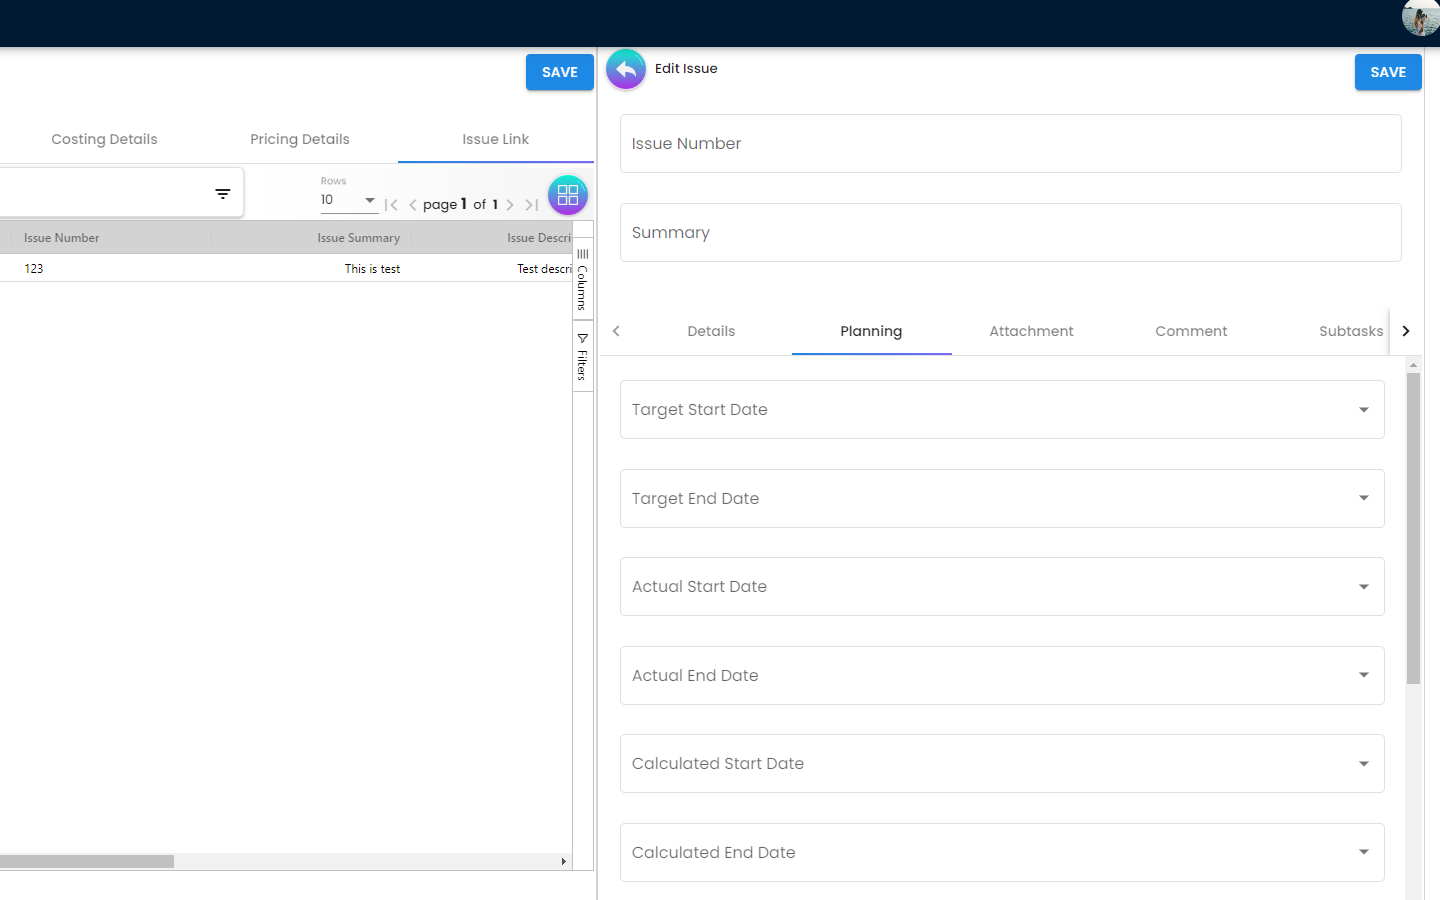 SAVE
Edit Issue
SAVE
Costing Details
Pricing Details
Issue Link
Issue Number
Summary
Rows
10
page 1 of 1
Issue Number
Issue Summary
Issue Descri
123
This is test
Test descri
Columns
Filters
Details
Planning
Attachment
Comment
Subtasks
Target Start Date
Target End Date
Actual Start Date
Actual End Date
Calculated Start Date
Calculated End Date